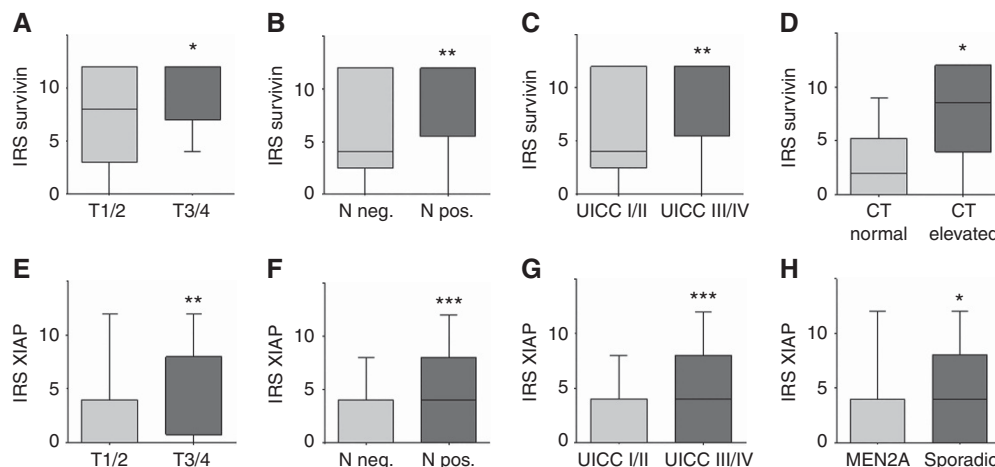 A
IRS survivin
10
5
0
*
T1/2
T3/4
B
IRS survivin
10
5
0
**
N neg.
N pos.
C
IRS survivin
10
5
0
**
UICC I/II
UICC III/IV
D
IRS survivin
10
5
0
*
CT
normal
CT
elevated
E
IRS XIAP
10
5
0
**
T1/2
T3/4
F
IRS XIAP
10
5
0
***
N neg.
N pos.
G
IRS XIAP
10
5
0
***
UICC I/II
UICC III/IV
H
IRS XIAP
10
5
0
*
MEN2A
Sporadic